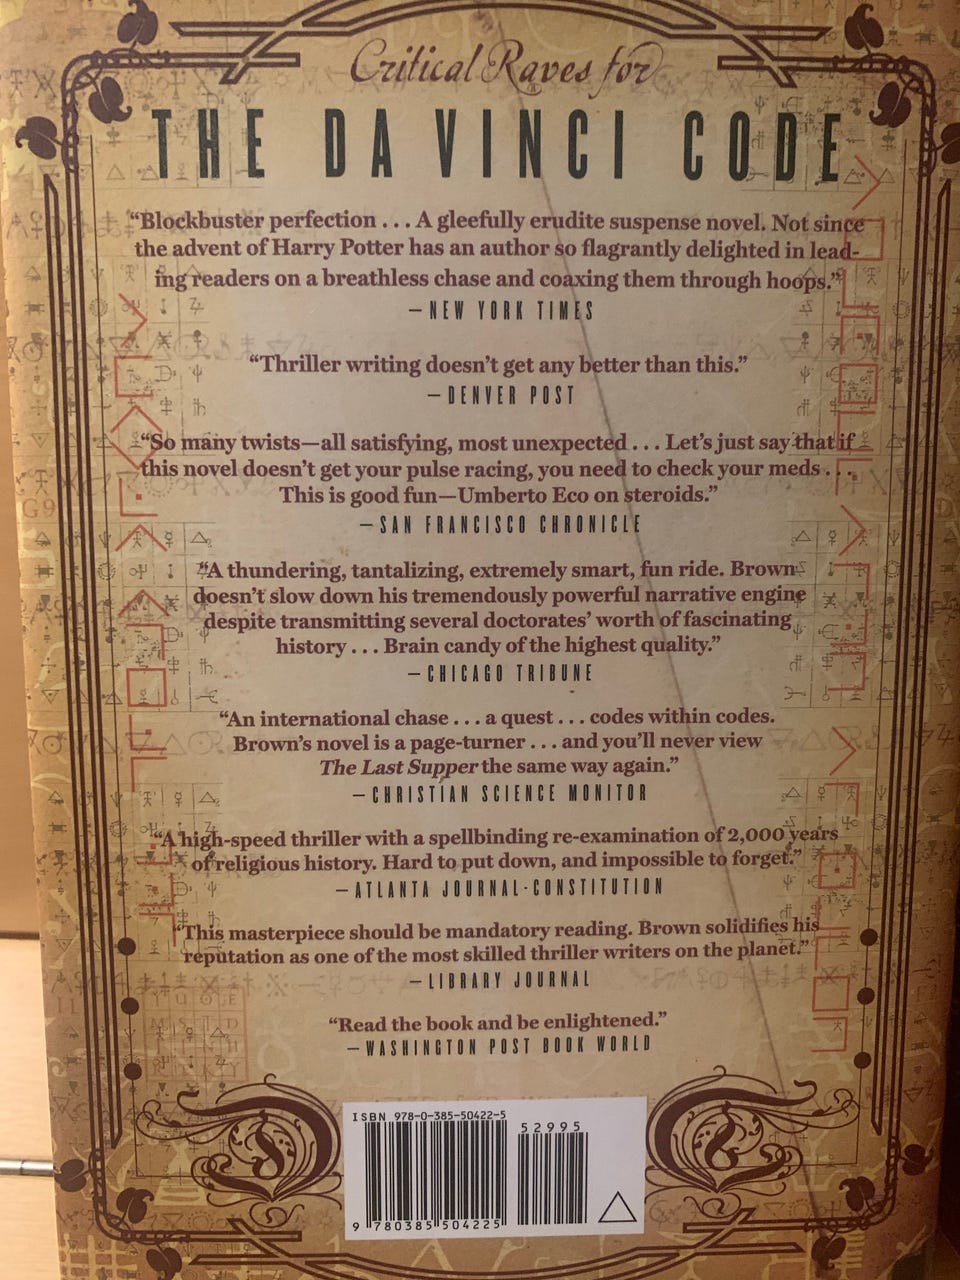 Critical Raves for
THE DA VINCI CODE
“Blockbuster perfection . . . A gleefully erudite suspense novel. Not since
the advent of Harry Potter has an author so flagrantly delighted in lead-
ing readers on a breathless chase and coaxing them through hoops.”
—NEW YORK TIMES
“Thriller writing doesn’t get any better than this.”
—DENVER POST
“So many twists—all satisfying, most unexpected . . . Let’s just say that if
this novel doesn’t get your pulse racing, you need to check your meds . . .
This is good fun—Umberto Eco on steroids.”
—SAN FRANCISCO CHRONICLE
“A thundering, tantalizing, extremely smart, fun ride. Brown
doesn’t slow down his tremendously powerful narrative engine
despite transmitting several doctorates’ worth of fascinating
history . . . Brain candy of the highest quality.”
—CHICAGO TRIBUNE
“An international chase . . . a quest . . . codes within codes.
Brown’s novel is a page-turner . . . and you’ll never view
The Last Supper the same way again.”
—CHRISTIAN SCIENCE MONITOR
“A high-speed thriller with a spellbinding re-examination of 2,000 years
of religious history. Hard to put down, and impossible to forget.”
—ATLANTA JOURNAL-CONSTITUTION
“This masterpiece should be mandatory reading. Brown solidifies his
reputation as one of the most skilled thriller writers on the planet.”
—LIBRARY JOURNAL
“Read the book and be enlightened.”
—WASHINGTON POST BOOK WORLD
ISBN 978-0-385-50422-5
52995
9 780385 504225